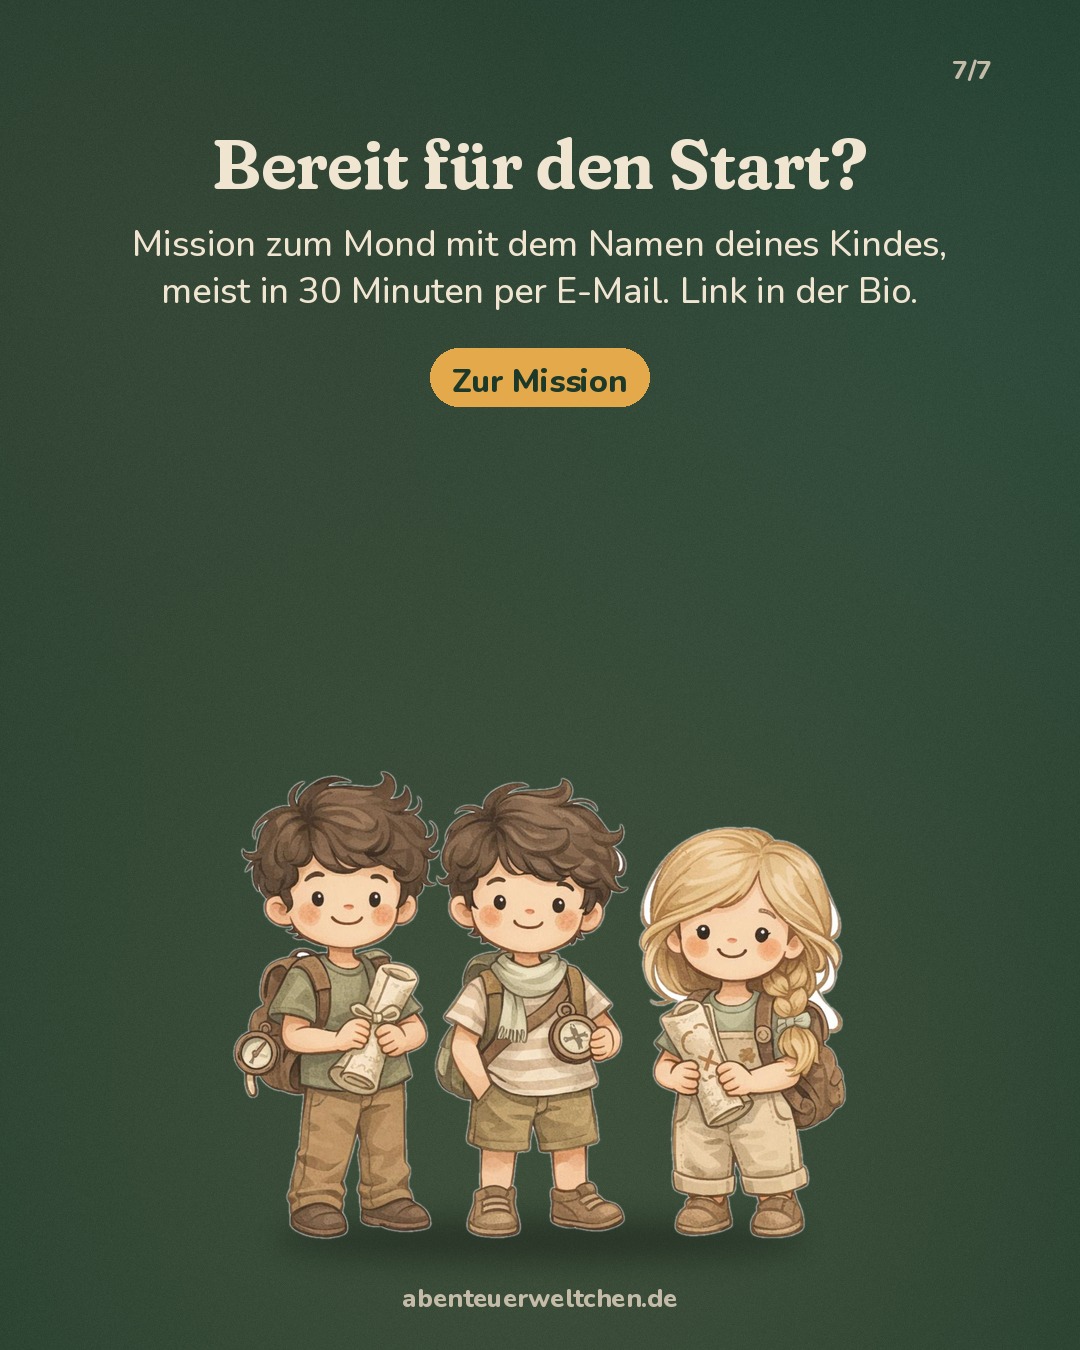 7/7
Bereit für den Start?
Mission zum Mond mit dem Namen deines Kindes,
meist in 30 Minuten per E-Mail. Link in der Bio.
Zur Mission
abenteuerweltchen.de